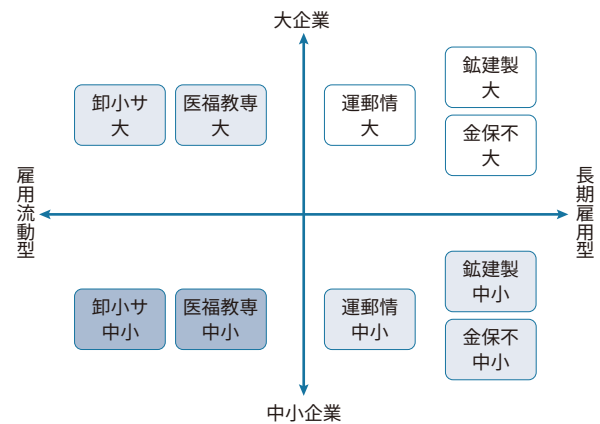 大企業
卸小サ
大
医福教専
大
運郵情
大
鉱建製
大
金保不
大
雇用流動型
長期雇用型
卸小サ
中小
医福教専
中小
運郵情
中小
鉱建製
中小
金保不
中小
中小企業